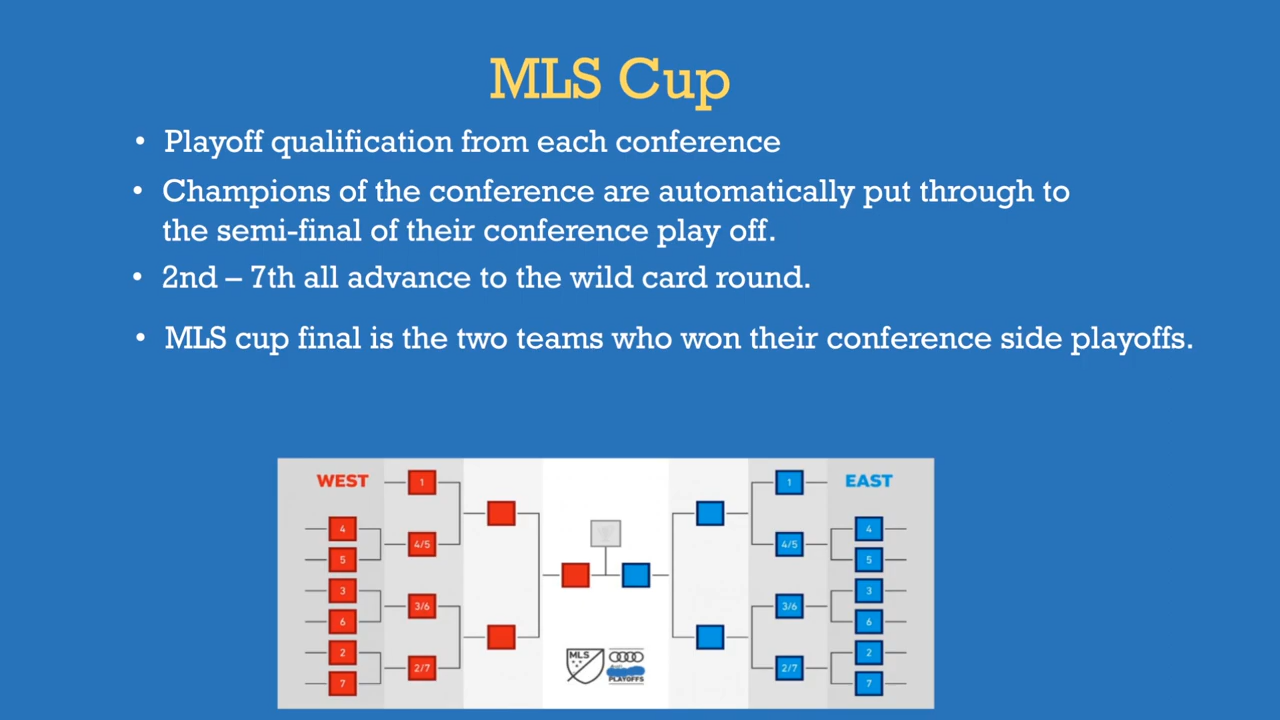 MLS Cup
• Playoff qualification from each conference
• Champions of the conference are automatically put through to
the semi-final of their conference play off.
• 2nd – 7th all advance to the wild card round.
• MLS cup final is the two teams who won their conference side playoffs.
WEST
1
4
5
4/5
3
6
3/6
2
7
2/7
EAST
1
4
5
4/5
3
6
3/6
2
7
2/7
MLS
PLAYOFFS